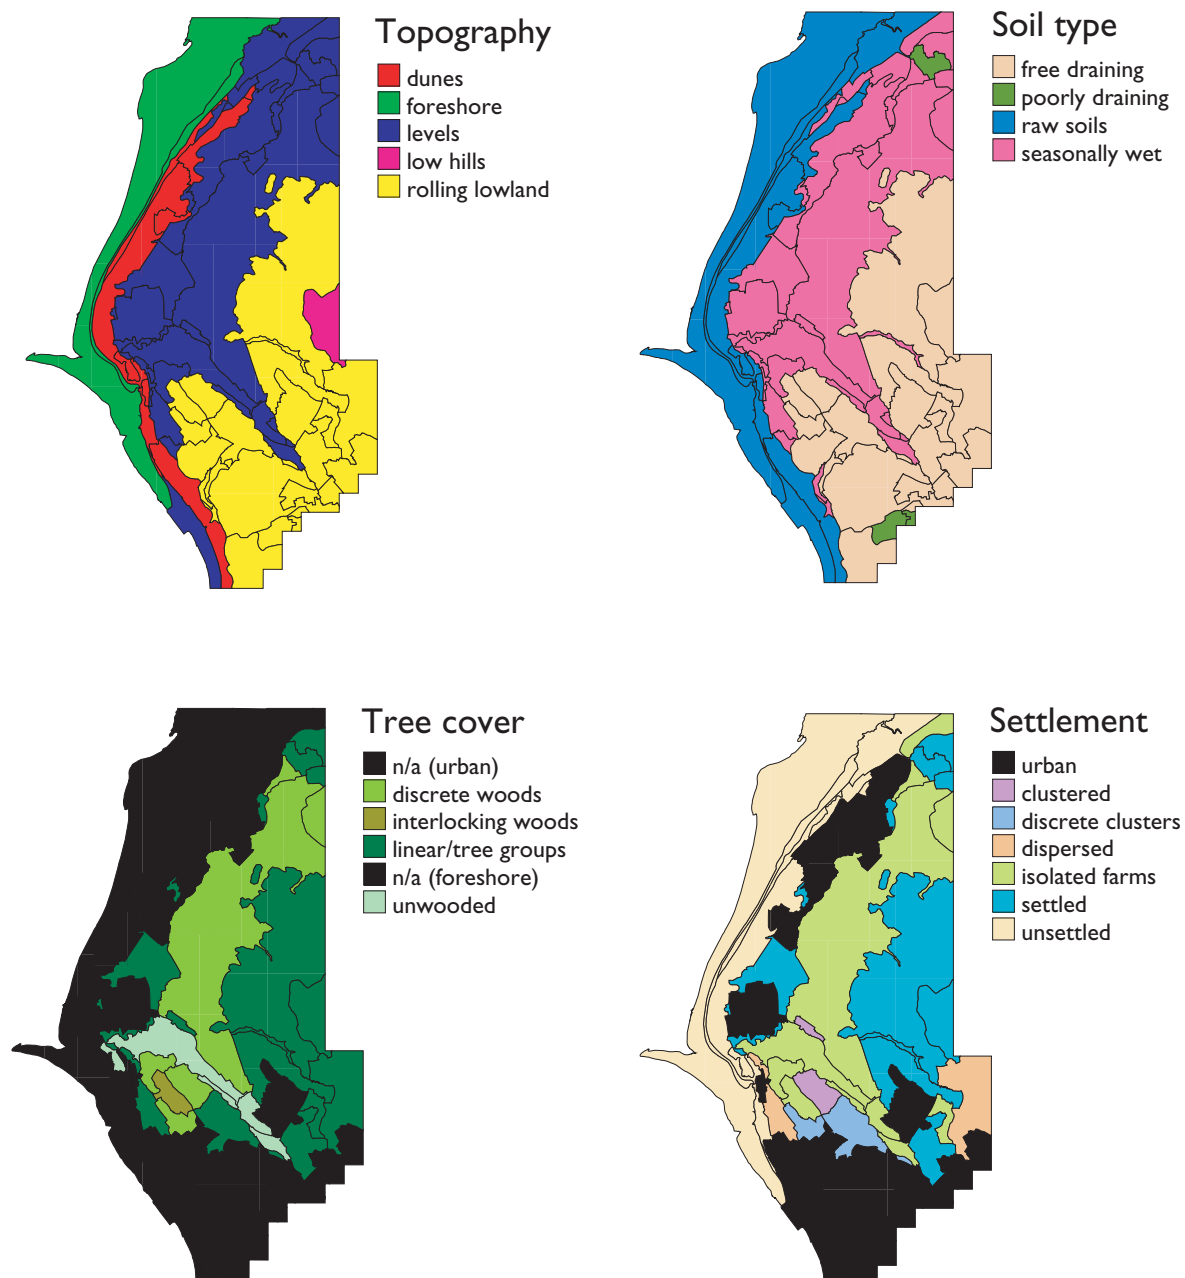 Topography
dunes
foreshore
levels
low hills
rolling lowland
Soil type
free draining
poorly draining
raw soils
seasonally wet
Tree cover
n/a (urban)
discrete woods
interlocking woods
linear/tree groups
n/a (foreshore)
unwooded
Settlement
urban
clustered
discrete clusters
dispersed
isolated farms
settled
unsettled